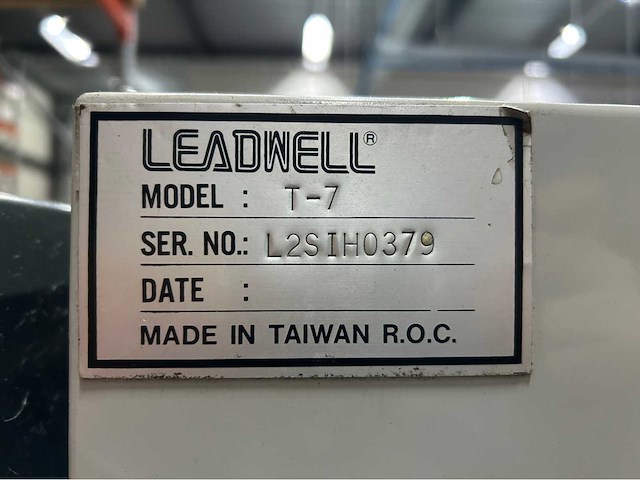 LEADWELL®
MODEL : T-7
SER. NO.: L2SIH0379
DATE :
MADE IN TAIWAN R.O.C.